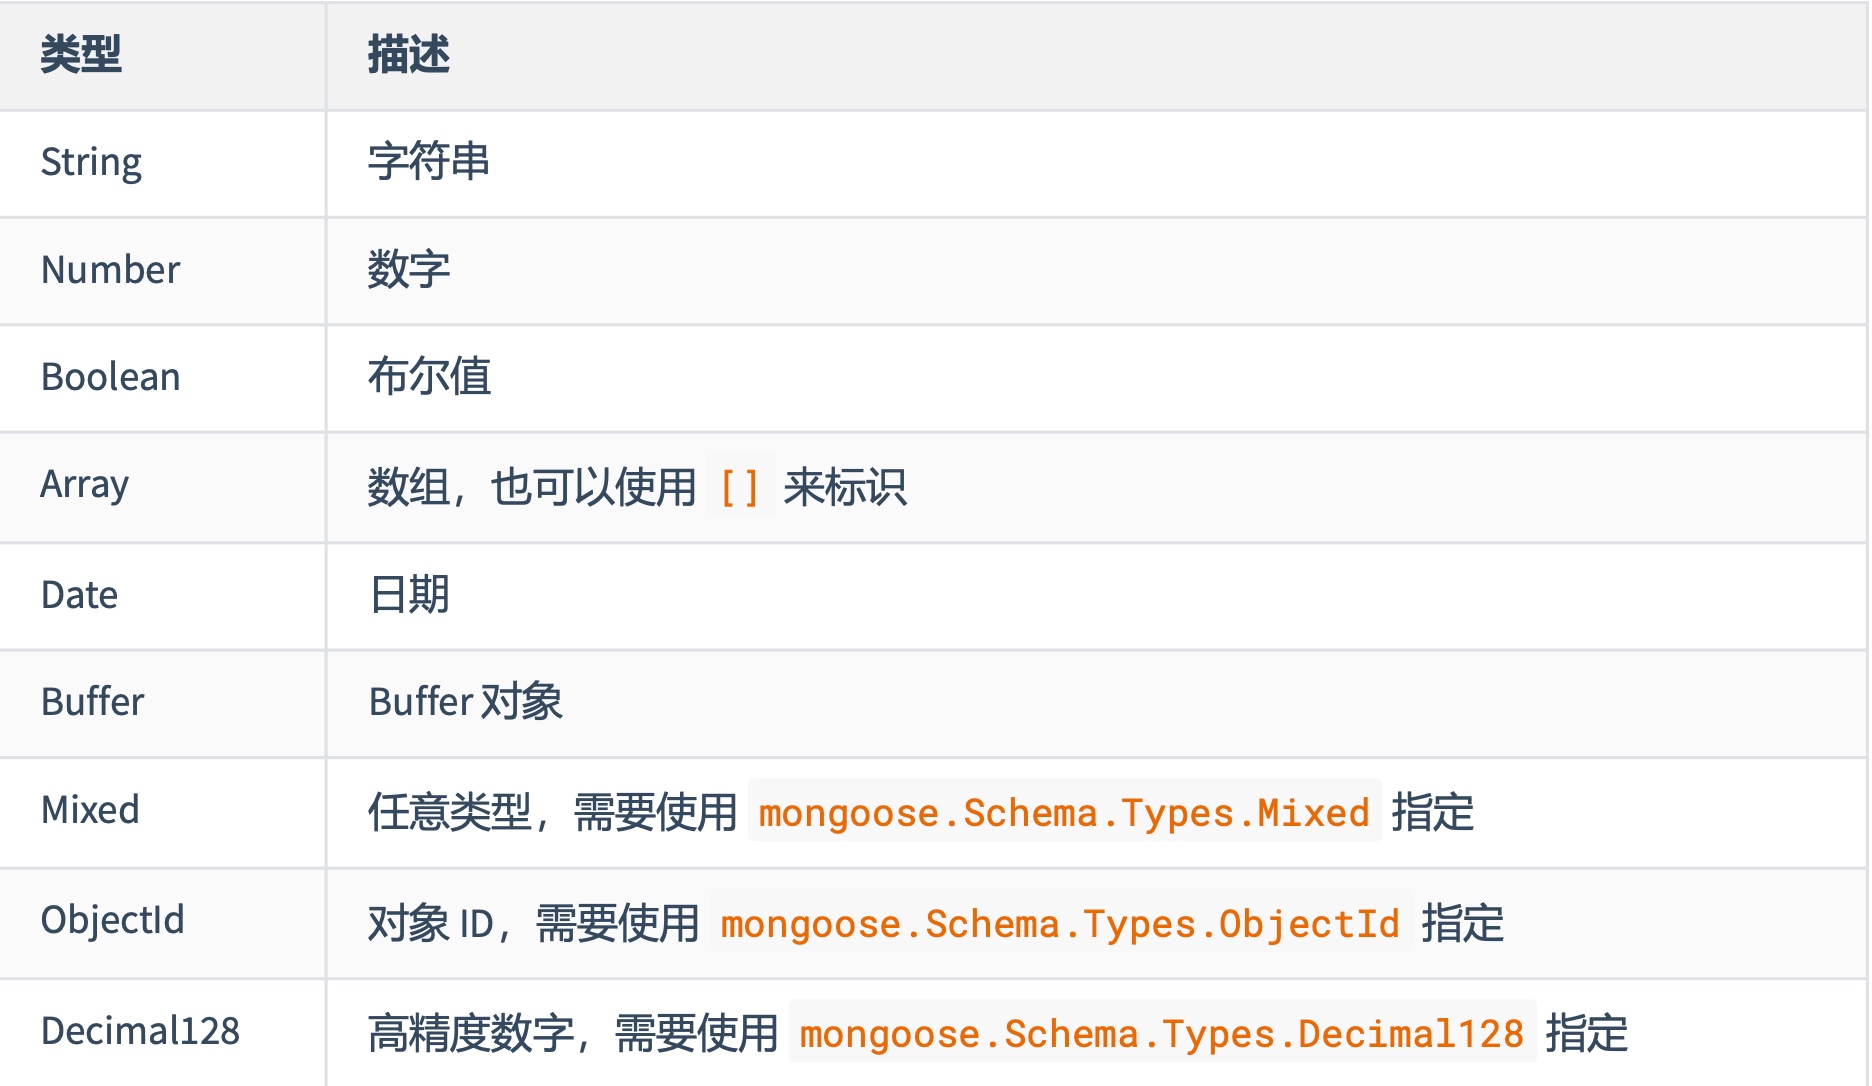 类型 描述
String 字符串
Number 数字
Boolean 布尔值
Array 数组，也可以使用 [] 来标识
Date 日期
Buffer Buffer 对象
Mixed 任意类型，需要使用 mongoose.Schema.Types.Mixed 指定
ObjectId 对象 ID，需要使用 mongoose.Schema.Types.ObjectId 指定
Decimal128 高精度数字，需要使用 mongoose.Schema.Types.Decimal128 指定